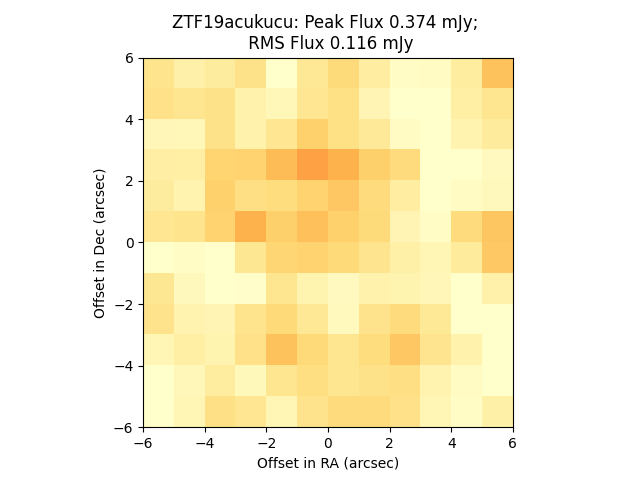 ZTF19acukucu: Peak Flux 0.374 mJy;
RMS Flux 0.116 mJy
6
4
2
0
−2
−4
−6
Offset in Dec (arcsec)
−6 −4 −2 0 2 4 6
Offset in RA (arcsec)